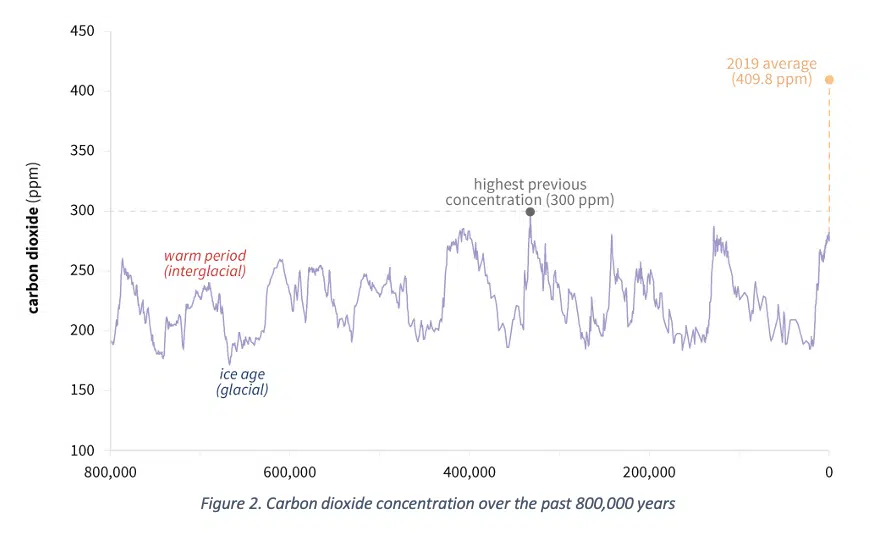 450
400
350
300
250
200
150
100
carbon dioxide (ppm)
2019 average
(409.8 ppm)
highest previous
concentration (300 ppm)
warm period
(interglacial)
ice age
(glacial)
800,000
600,000
400,000
200,000
0
Figure 2. Carbon dioxide concentration over the past 800,000 years